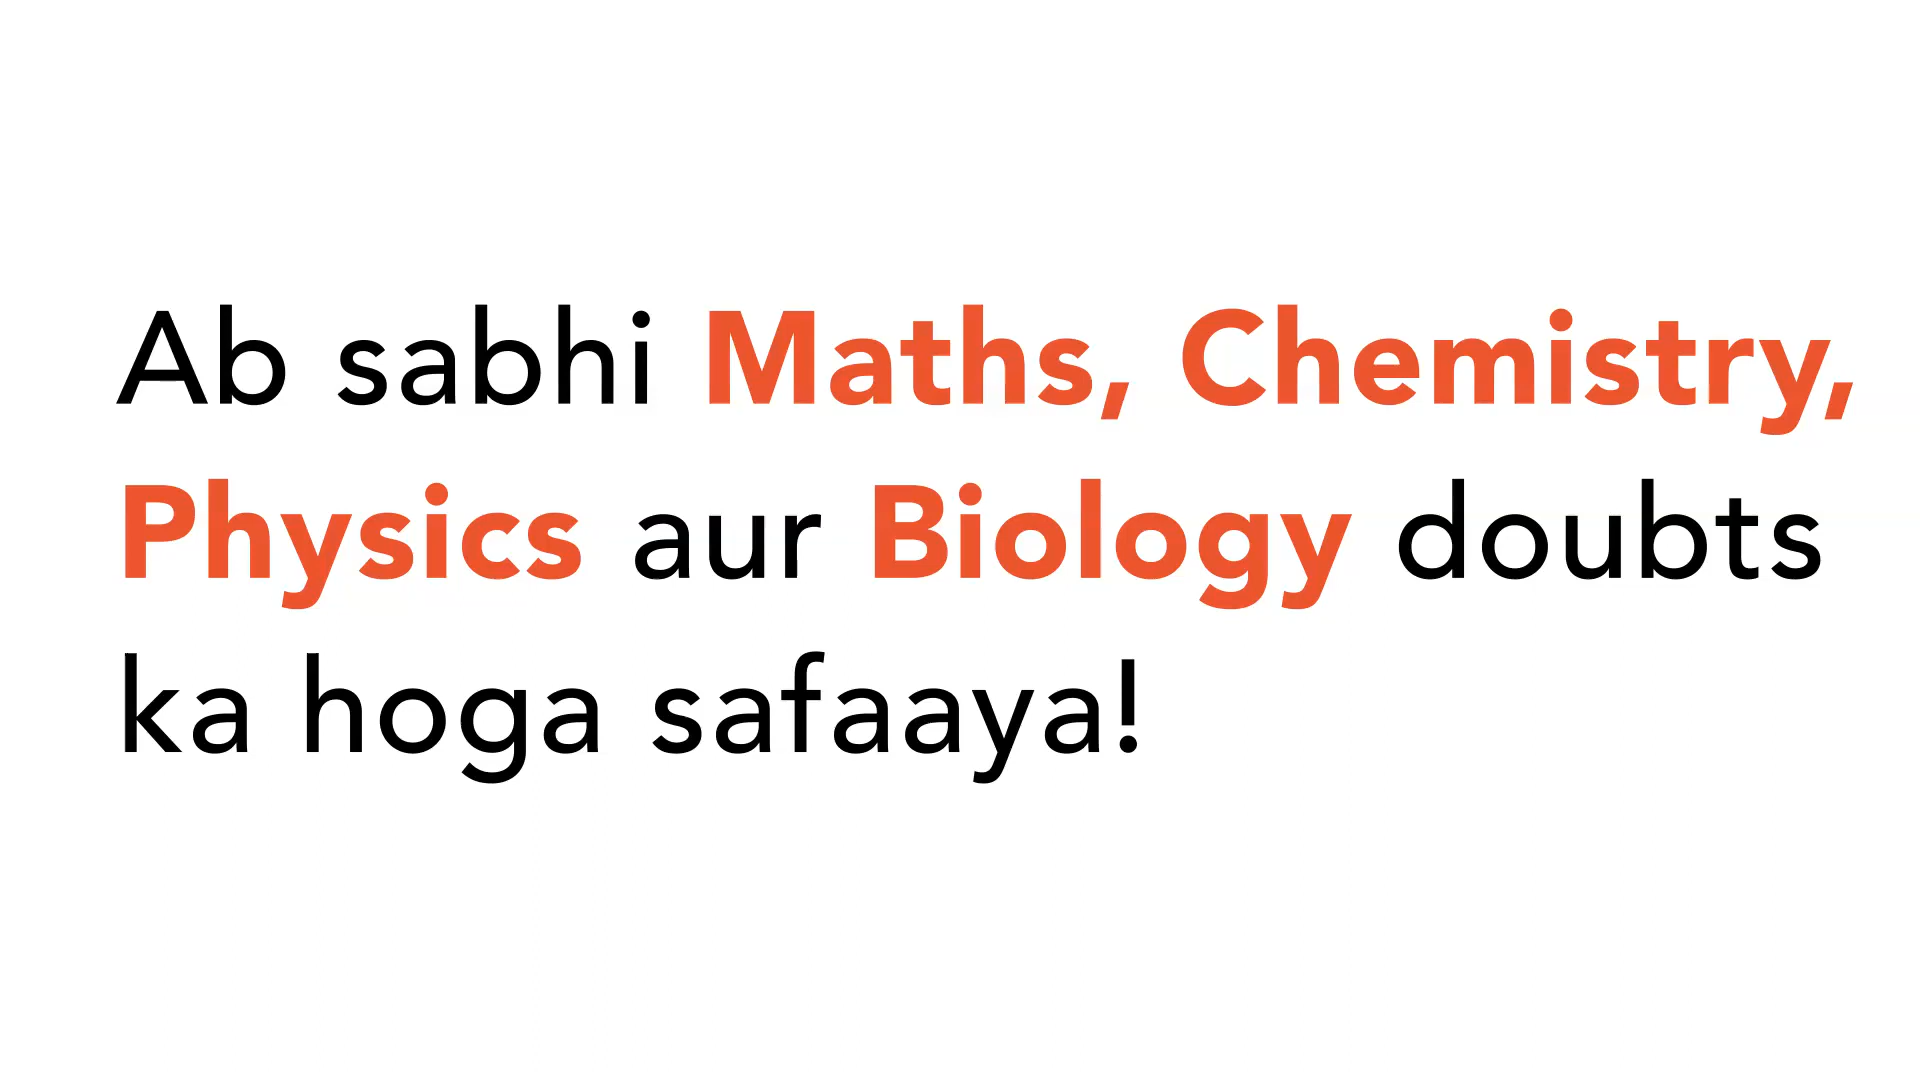 Ab sabhi Maths, Chemistry,
Physics aur Biology doubts
ka hoga safaaya!